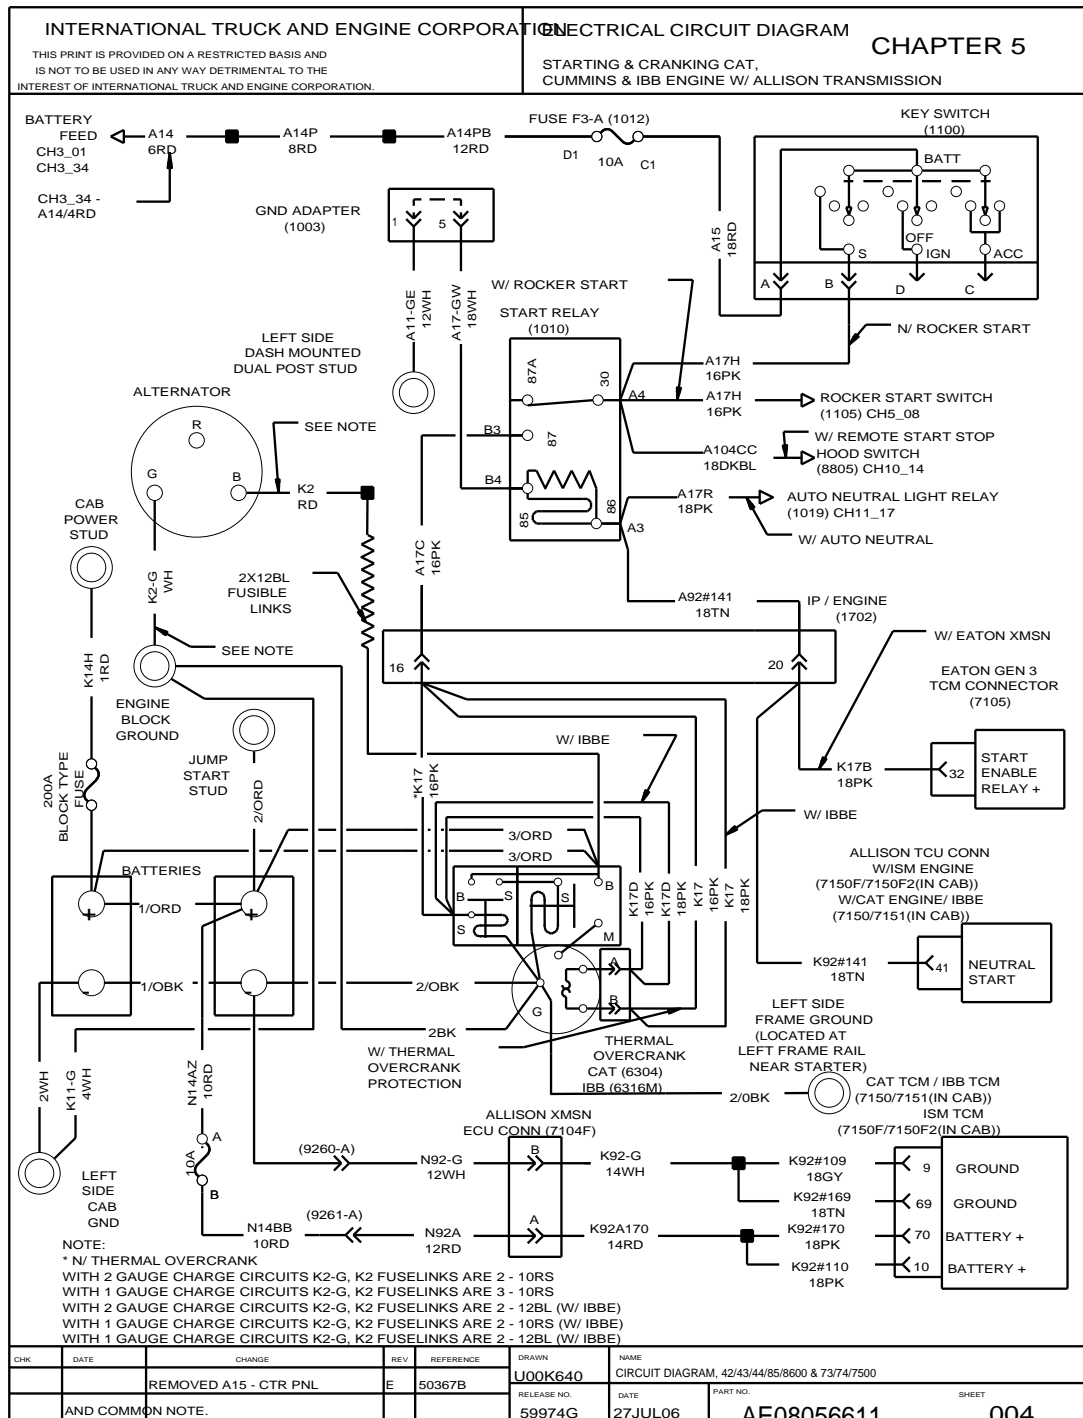 INTERNATIONAL TRUCK AND ENGINE CORPORATION
THIS PRINT IS PROVIDED ON A RESTRICTED BASIS AND
IS NOT TO BE USED IN ANY WAY DETRIMENTAL TO THE
INTEREST OF INTERNATIONAL TRUCK AND ENGINE CORPORATION.
ELECTRICAL CIRCUIT DIAGRAM
CHAPTER 5
STARTING & CRANKING CAT,
CUMMINS & IBB ENGINE W/ ALLISON TRANSMISSION
BATTERY
FEED
CH3_01
CH3_34
A14
6RD
A14P
8RD
A14PB
12RD
FUSE F3-A (1012)
D1
10A
C1
KEY SWITCH
(1100)
BATT
OFF
S
IGN
ACC
A
B
D
C
CH3_34 -
A14/4RD
GND ADAPTER
(1003)
1
5
A15
18RD
A11-GE
12WH
A17-GW
18WH
W/ ROCKER START
START RELAY
(1010)
N/ ROCKER START
LEFT SIDE
DASH MOUNTED
DUAL POST STUD
87A
30
A4
A17H
16PK
A17H
16PK
ROCKER START SWITCH
(1105) CH5_08
W/ REMOTE START STOP
A104CC
18DKBL
HOOD SWITCH
(8805) CH10_14
ALTERNATOR
R
G
B
SEE NOTE
K2
RD
B3
87
B4
85
86
A3
A17R
18PK
AUTO NEUTRAL LIGHT RELAY
(1019) CH11_17
W/ AUTO NEUTRAL
CAB
POWER
STUD
K2-G
WH
2X12BL
FUSIBLE
LINKS
A17C
16PK
A92#141
18TN
IP / ENGINE
(1702)
16
20
W/ EATON XMSN
K14H
1RD
SEE NOTE
ENGINE
BLOCK
GROUND
EATON GEN 3
TCM CONNECTOR
(7105)
JUMP
START
STUD
W/ IBBE
*K17
16PK
K17B
18PK
32
START
ENABLE
RELAY +
200A
BLOCK TYPE
FUSE
2/ORD
W/ IBBE
3/ORD
3/ORD
BATTERIES
ALLISON TCU CONN
W/ISM ENGINE
(7150F/7150F2(IN CAB))
W/CAT ENGINE/ IBBE
(7150/7151(IN CAB))
+
1/ORD
+
B
S
S
S
B
M
K17D
16PK
K17D
18PK
K17
16PK
K17
18PK
K92#141
18TN
41
NEUTRAL
START
-
1/OBK
-
2/OBK
G
A
B
2BK
LEFT SIDE
FRAME GROUND
(LOCATED AT
LEFT FRAME RAIL
NEAR STARTER)
W/ THERMAL
OVERCRANK
PROTECTION
THERMAL
OVERCRANK
CAT (6304)
IBB (6316M)
2WH
K11-G
4WH
N14AZ
10RD
2/0BK
CAT TCM / IBB TCM
(7150/7151(IN CAB))
ISM TCM
(7150F/7150F2(IN CAB))
ALLISON XMSN
ECU CONN (7104F)
A
10A
B
(9260-A)
N92-G
12WH
B
K92-G
14WH
K92#109
18GY
9
GROUND
K92#169
18TN
69
GROUND
LEFT
SIDE
CAB
GND
(9261-A)
N14BB
10RD
N92A
12RD
A
K92A170
14RD
K92#170
18PK
70
BATTERY +
K92#110
18PK
10
BATTERY +
NOTE:
* N/ THERMAL OVERCRANK
WITH 2 GAUGE CHARGE CIRCUITS K2-G, K2 FUSELINKS ARE 2 - 10RS
WITH 1 GAUGE CHARGE CIRCUITS K2-G, K2 FUSELINKS ARE 3 - 10RS
WITH 2 GAUGE CHARGE CIRCUITS K2-G, K2 FUSELINKS ARE 2 - 12BL (W/ IBBE)
WITH 1 GAUGE CHARGE CIRCUITS K2-G, K2 FUSELINKS ARE 2 - 10RS (W/ IBBE)
WITH 1 GAUGE CHARGE CIRCUITS K2-G, K2 FUSELINKS ARE 2 - 12BL (W/ IBBE)
CHK
DATE
CHANGE
REV
REFERENCE
DRAWN
U00K640
NAME
CIRCUIT DIAGRAM, 42/43/44/85/8600 & 73/74/7500
REMOVED A15 - CTR PNL
E
50367B
RELEASE NO.
DATE
PART NO.
SHEET
AND COMMON NOTE.
59974G
27JUL06
AE08056611
004